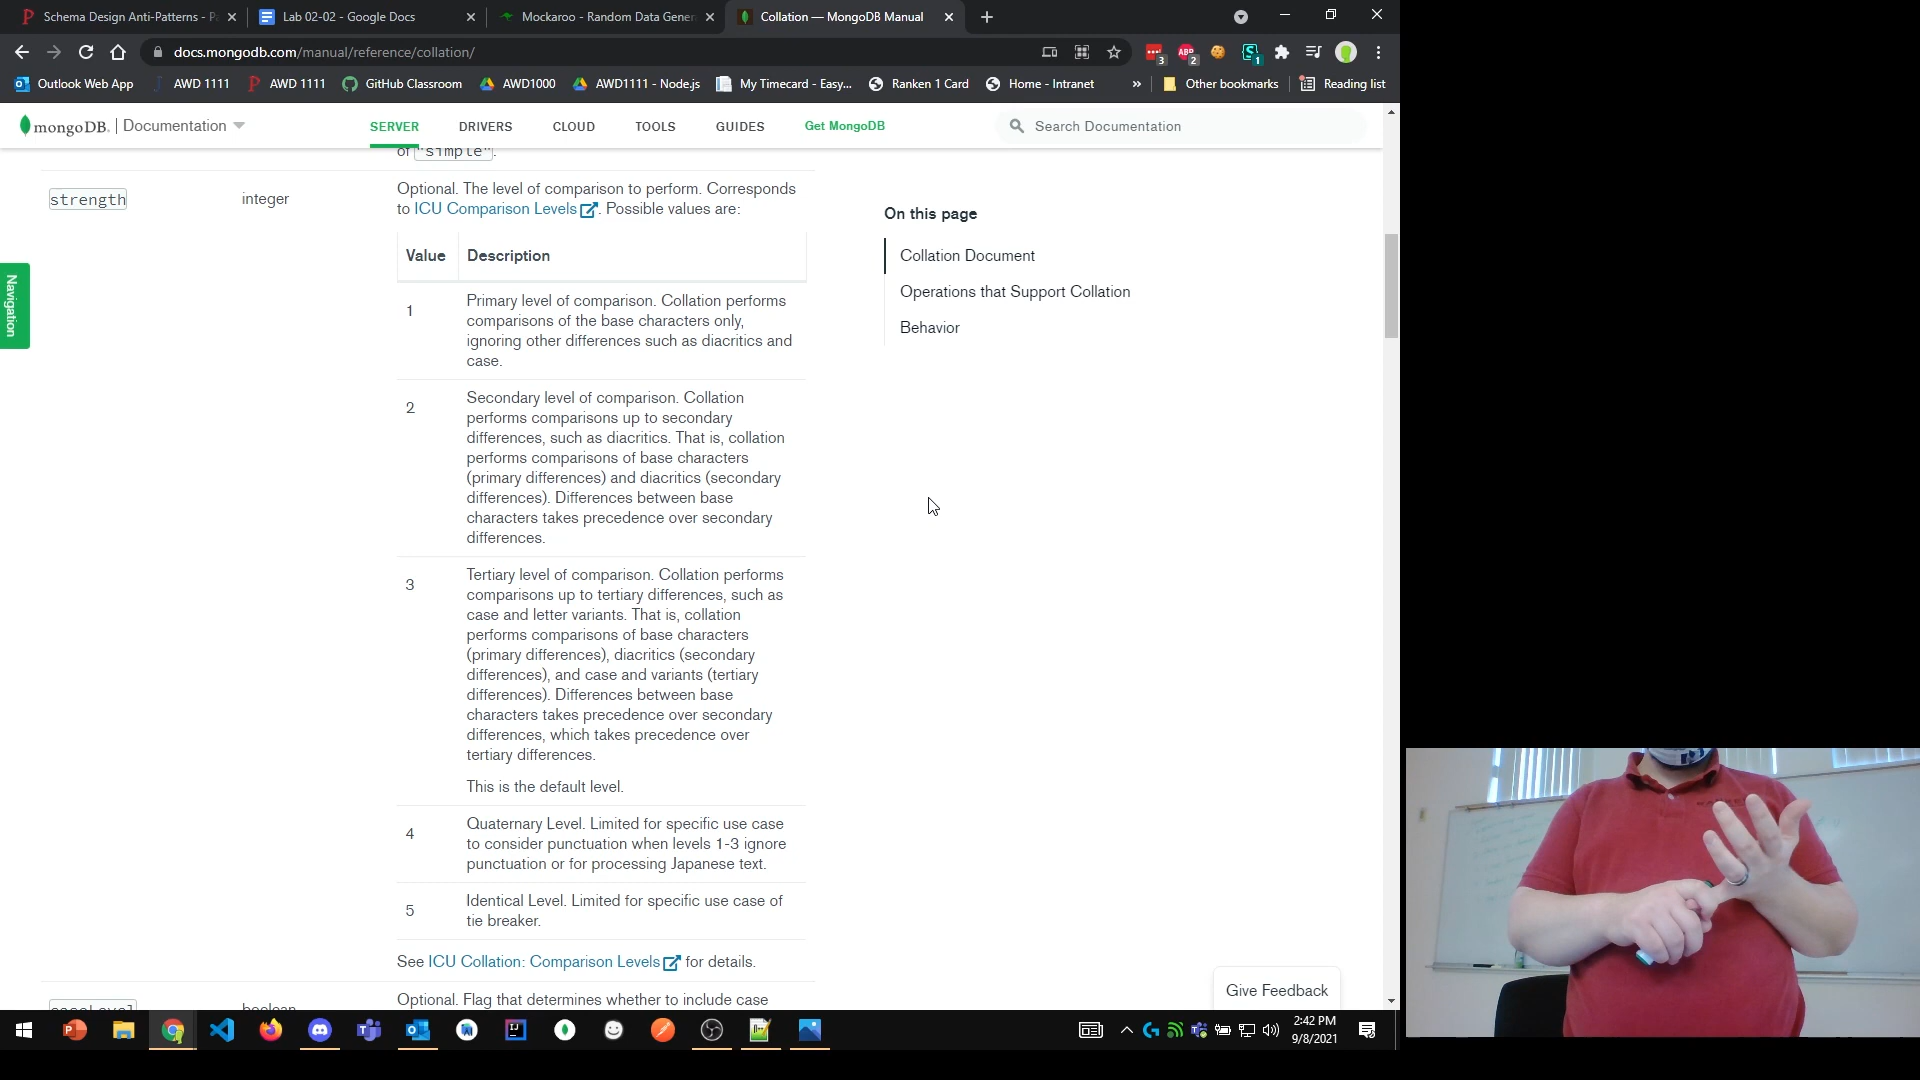 Schema Design Anti-Patterns - P
Lab 02-02 - Google Docs
Mockaroo - Random Data Gener
Collation — MongoDB Manual
docs.mongodb.com/manual/reference/collation/
Outlook Web App
AWD 1111
AWD 1111
GitHub Classroom
AWD1000
AWD1111 - Node.js
My Timecard - Easy...
Ranken 1 Card
Home - Intranet
»
Other bookmarks
Reading list
mongoDB. | Documentation
SERVER
DRIVERS
CLOUD
TOOLS
GUIDES
Get MongoDB
Search Documentation
Navigation
of "simple".
strength
integer
Optional. The level of comparison to perform. Corresponds
to ICU Comparison Levels. Possible values are:
Value Description
1
Primary level of comparison. Collation performs
comparisons of the base characters only,
ignoring other differences such as diacritics and
case.
2
Secondary level of comparison. Collation
performs comparisons up to secondary
differences, such as diacritics. That is, collation
performs comparisons of base characters
(primary differences) and diacritics (secondary
differences). Differences between base
characters takes precedence over secondary
differences.
3
Tertiary level of comparison. Collation performs
comparisons up to tertiary differences, such as
case and letter variants. That is, collation
performs comparisons of base characters
(primary differences), diacritics (secondary
differences), and case and variants (tertiary
differences). Differences between base
characters takes precedence over secondary
differences, which takes precedence over
tertiary differences.
This is the default level.
4
Quaternary Level. Limited for specific use case
to consider punctuation when levels 1-3 ignore
punctuation or for processing Japanese text.
5
Identical Level. Limited for specific use case of
tie breaker.
See ICU Collation: Comparison Levels for details.
caseLevel
boolean
Optional. Flag that determines whether to include case
On this page
Collation Document
Operations that Support Collation
Behavior
Give Feedback
2:42 PM
9/8/2021